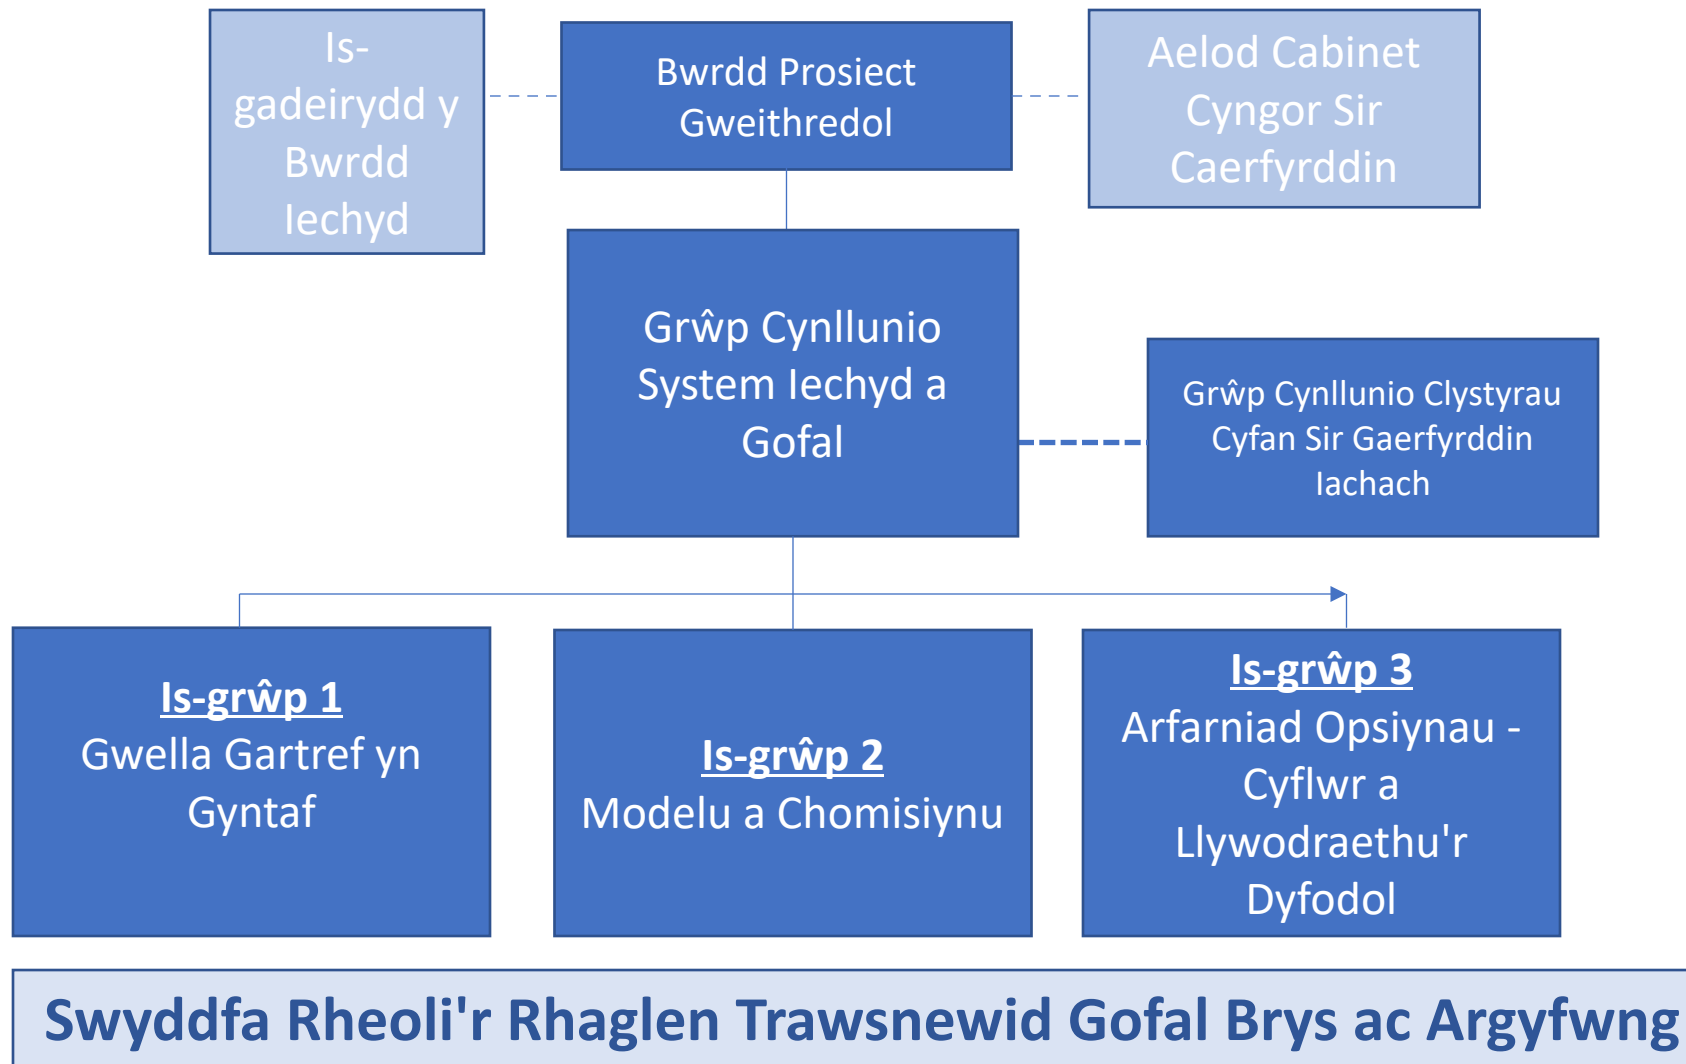 Is-
gadeirydd y
Bwrdd
Iechyd
Bwrdd Prosiect
Gweithredol
Aelod Cabinet
Cyngor Sir
Caerfyrddin
Grŵp Cynllunio
System Iechyd a
Gofal
Grŵp Cynllunio Clystyrau
Cyfan Sir Gaerfyrddin
Iachach
Is-grŵp 1
Gwella Gartref yn
Gyntaf
Is-grŵp 2
Modelu a Chomisiynu
Is-grŵp 3
Arfarniad Opsiynau -
Cyflwr a
Llywodraethu'r
Dyfodol
Swyddfa Rheoli'r Rhaglen Trawsnewid Gofal Brys ac Argyfwng